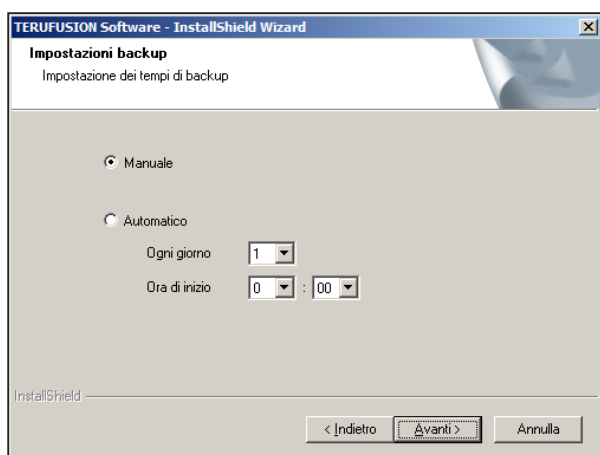 TERUFUSION Software - InstallShield Wizard
Impostazioni backup
Impostazione dei tempi di backup
Manuale
Automatico
Ogni giorno 1
Ora di inizio 0 : 00
InstallShield
< Indietro Avanti > Annulla